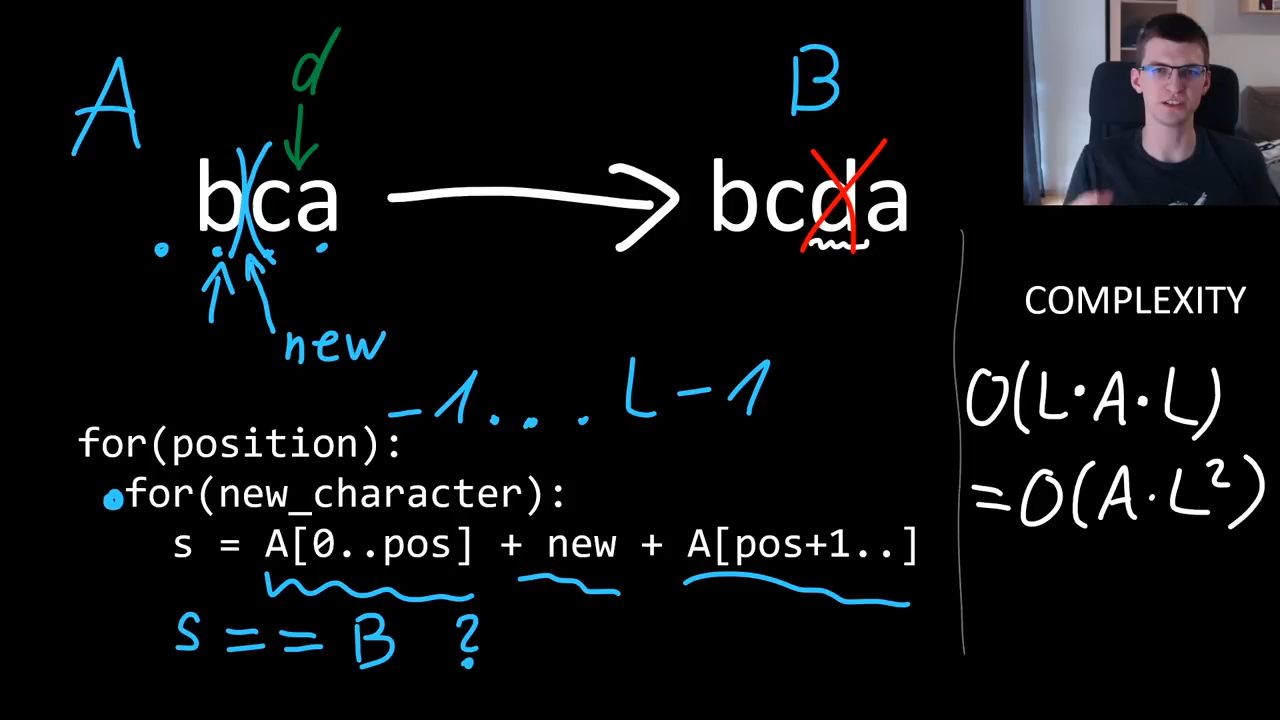 A d B
bca bcda
new
-1 . . . L-1
for(position):
for(new_character):
s = A[0..pos] + new + A[pos+1..]
s == B ?
COMPLEXITY
O(L·A·L)
=O(A·L²)